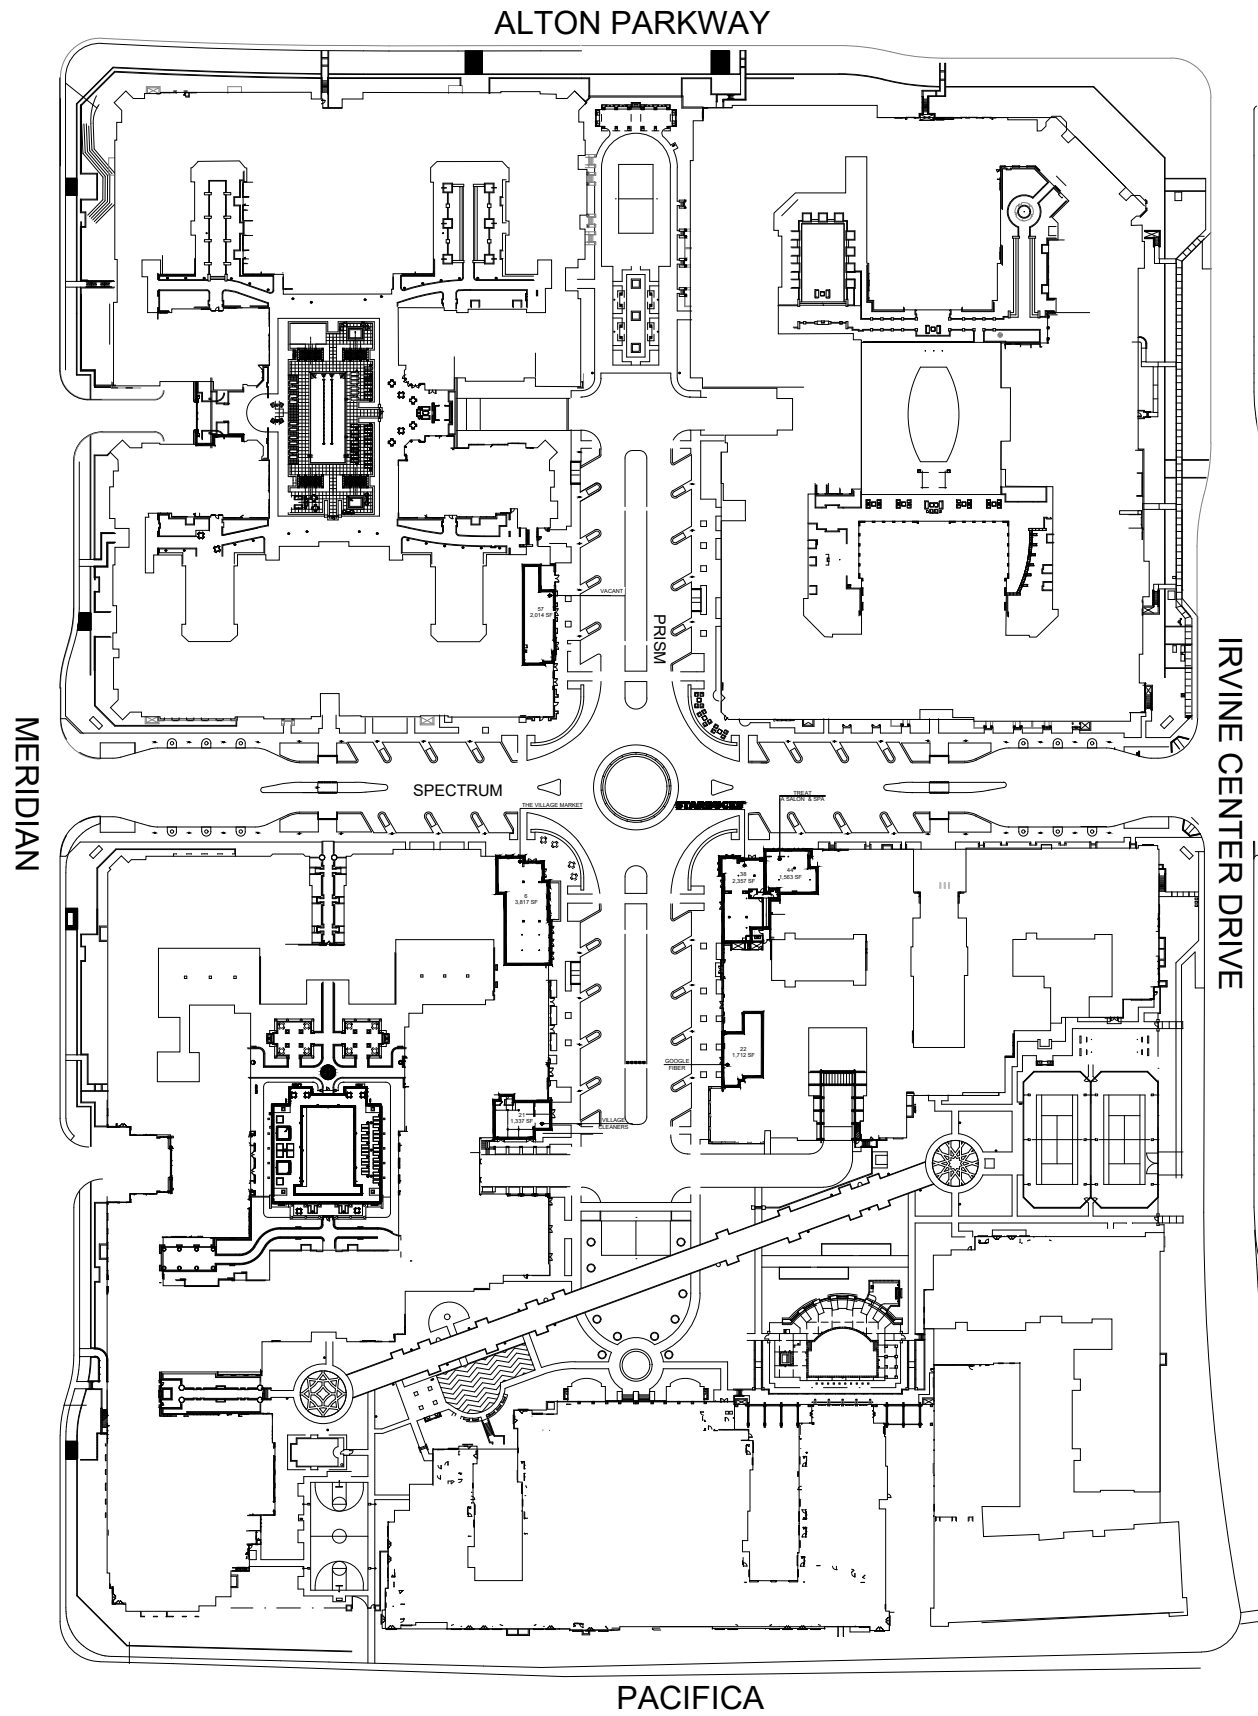 ALTON PARKWAY
VACANT
57
2,014 SF
PRISM
IRVINE CENTER DRIVE
MERIDIAN
SPECTRUM
THE VILLAGE MARKET
STARBUCKS
TREAT
A SALON & SPA
6
3,817 SF
38
2,357 SF
44
1,563 SF
22
1,712 SF
GOOGLE
FIBER
21
1,337 SF
VILLAGE
CLEANERS
PACIFICA